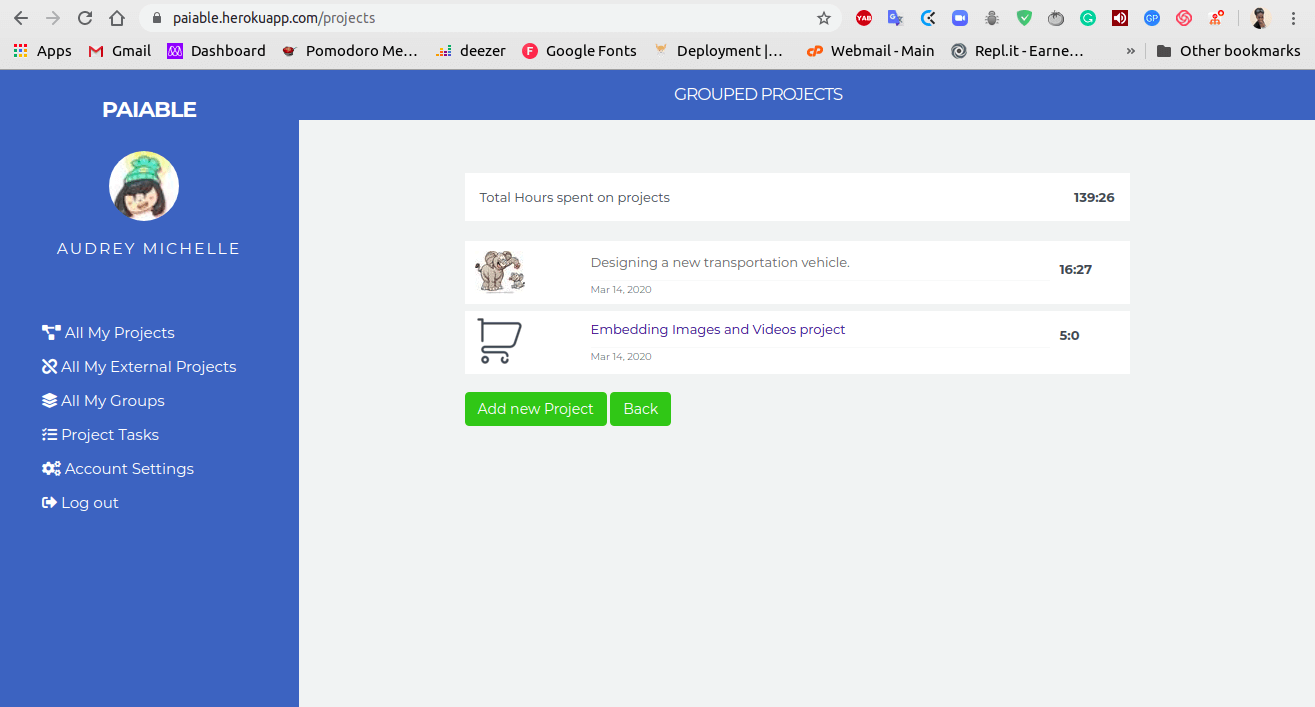 paiable.herokuapp.com/projects
Apps Gmail Dashboard Pomodoro Me... deezer Google Fonts Deployment |... Webmail - Main Repl.it - Earne... » Other bookmarks
PAIABLE
GROUPED PROJECTS
AUDREY MICHELLE
All My Projects
All My External Projects
All My Groups
Project Tasks
Account Settings
Log out
Total Hours spent on projects 139:26
Designing a new transportation vehicle. 16:27
Mar 14, 2020
Embedding Images and Videos project 5:0
Mar 14, 2020
Add new Project Back